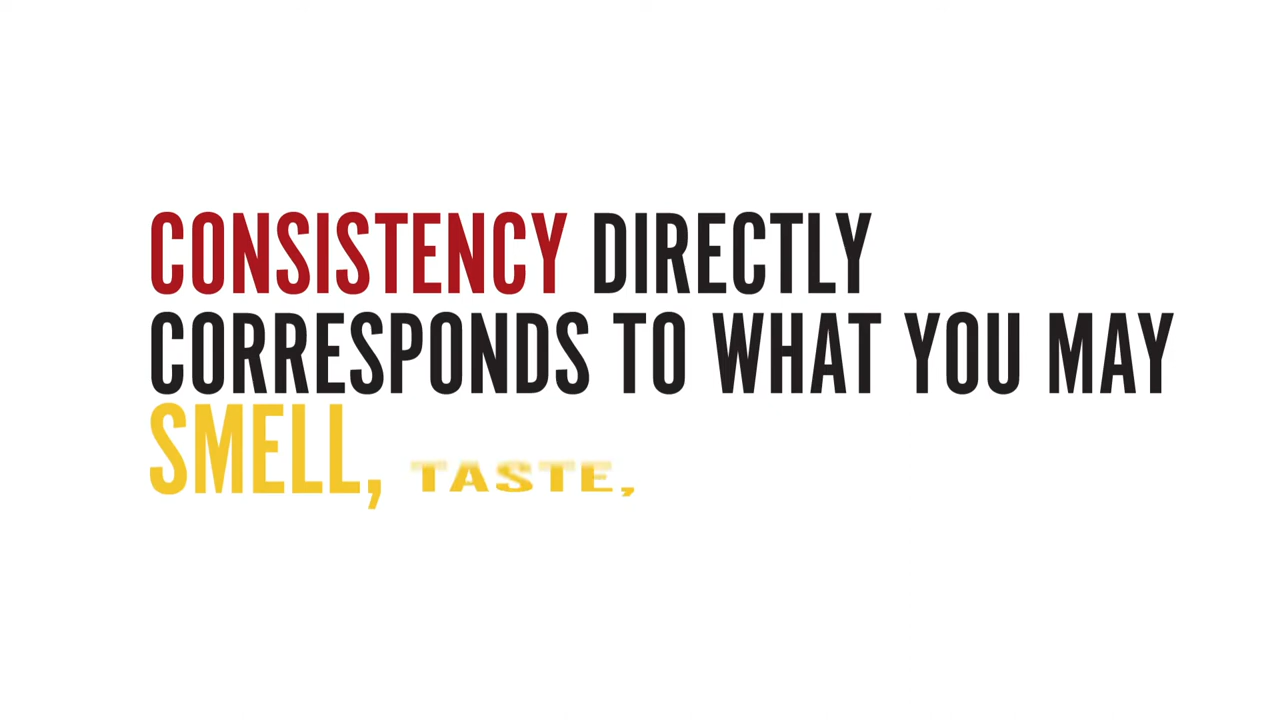 CONSISTENCY DIRECTLY
CORRESPONDS TO WHAT YOU MAY
SMELL, TASTE,